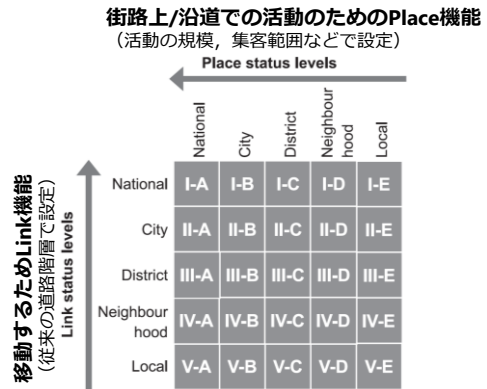 街路上/沿道での活動のためのPlace機能
（活動の規模，集客範囲などで設定）
Place status levels
National
City
District
Neighbour
hood
Local
移動するためLink機能
（従来の道路階層で設定）
Link status levels
National I-A I-B I-C I-D I-E
City II-A II-B II-C II-D II-E
District III-A III-B III-C III-D III-E
Neighbour
hood IV-A IV-B IV-C IV-D IV-E
Local V-A V-B V-C V-D V-E